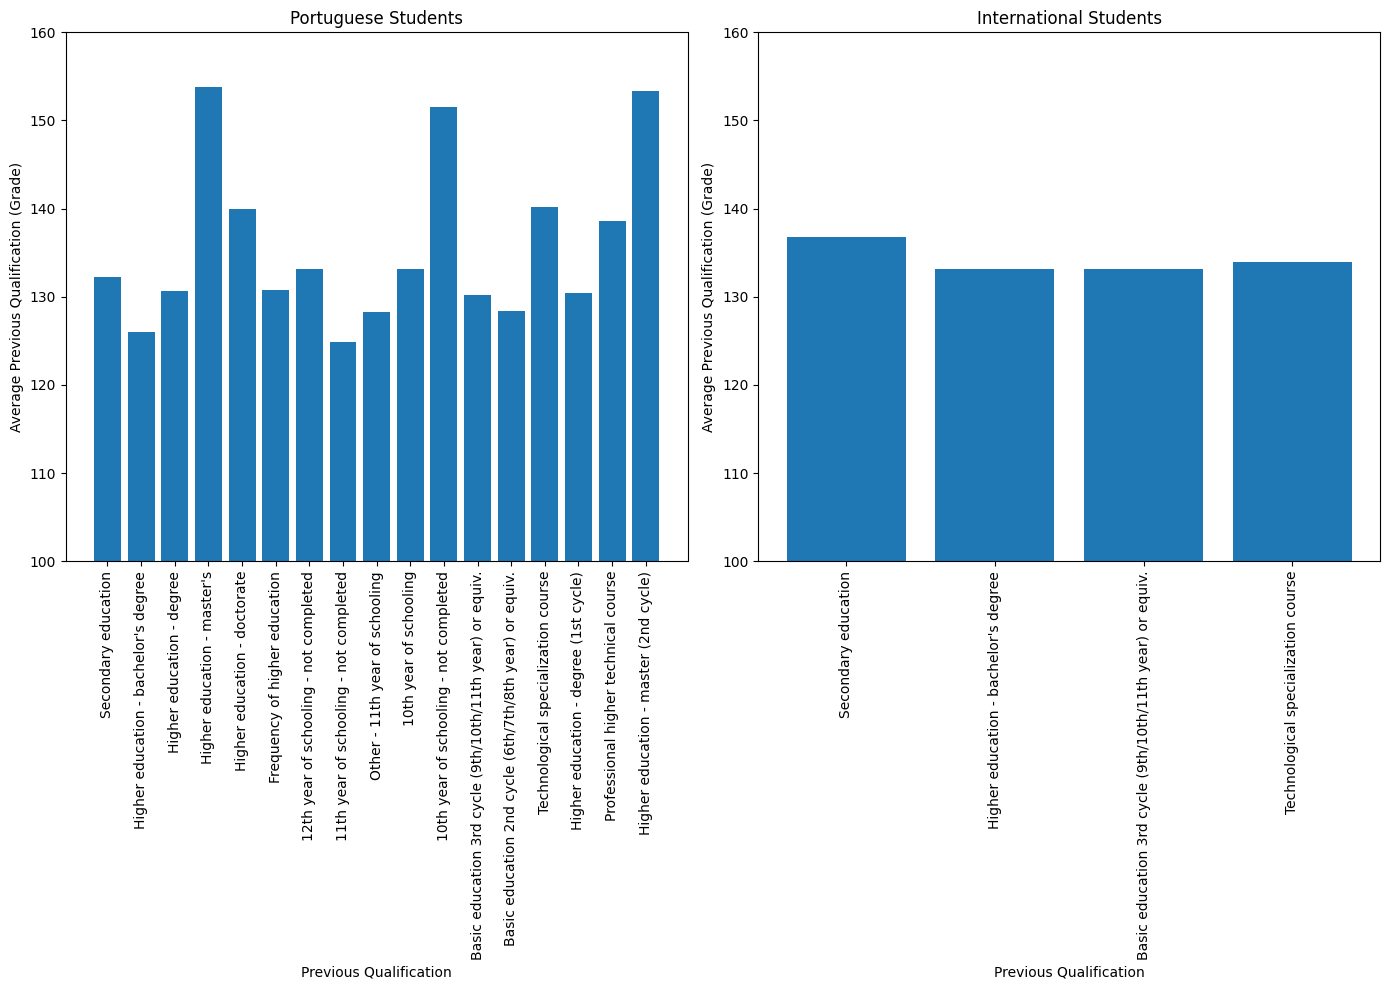 Portuguese Students
Average Previous Qualification (Grade)
160
150
140
130
120
110
100
Secondary education
Higher education - bachelor's degree
Higher education - degree
Higher education - master's
Higher education - doctorate
Frequency of higher education
12th year of schooling - not completed
11th year of schooling - not completed
Other - 11th year of schooling
10th year of schooling
10th year of schooling - not completed
Basic education 3rd cycle (9th/10th/11th year) or equiv.
Basic education 2nd cycle (6th/7th/8th year) or equiv.
Technological specialization course
Higher education - degree (1st cycle)
Professional higher technical course
Higher education - master (2nd cycle)
Previous Qualification
International Students
Average Previous Qualification (Grade)
160
150
140
130
120
110
100
Secondary education
Higher education - bachelor's degree
Basic education 3rd cycle (9th/10th/11th year) or equiv.
Technological specialization course
Previous Qualification